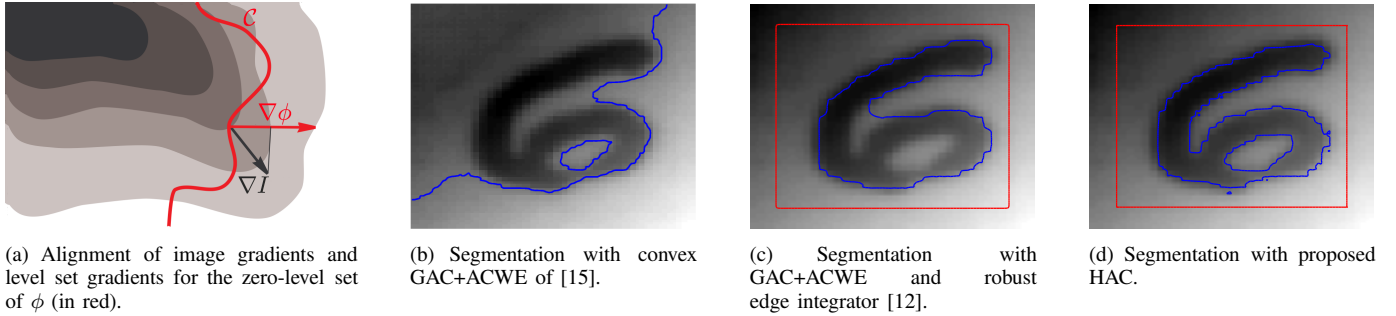 C
∇ϕ
∇I
(a) Alignment of image gradients and
level set gradients for the zero-level set
of ϕ (in red).
(b) Segmentation with convex
GAC+ACWE of [15].
(c) Segmentation with
GAC+ACWE and robust
edge integrator [12].
(d) Segmentation with proposed
HAC.